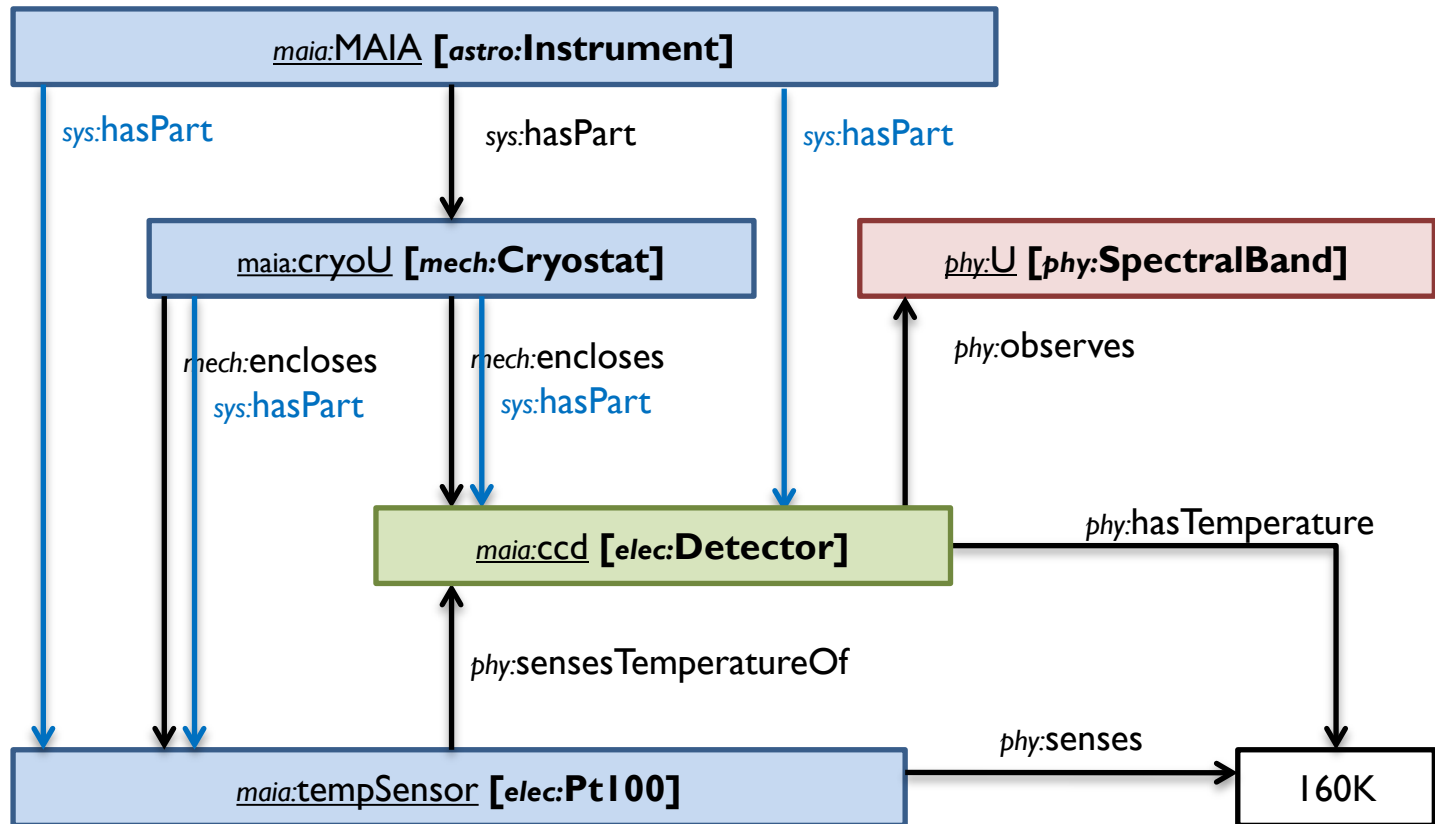 maia:MAIA [astro:Instrument]
sys:hasPart
sys:hasPart
sys:hasPart
maia:cryoU [mech:Cryostat]
phy:U [phy:SpectralBand]
mech:encloses
sys:hasPart
mech:encloses
sys:hasPart
phy:observes
maia:ccd [elec:Detector]
phy:hasTemperature
phy:sensesTemperatureOf
phy:senses
maia:tempSensor [elec:Pt100]
160K